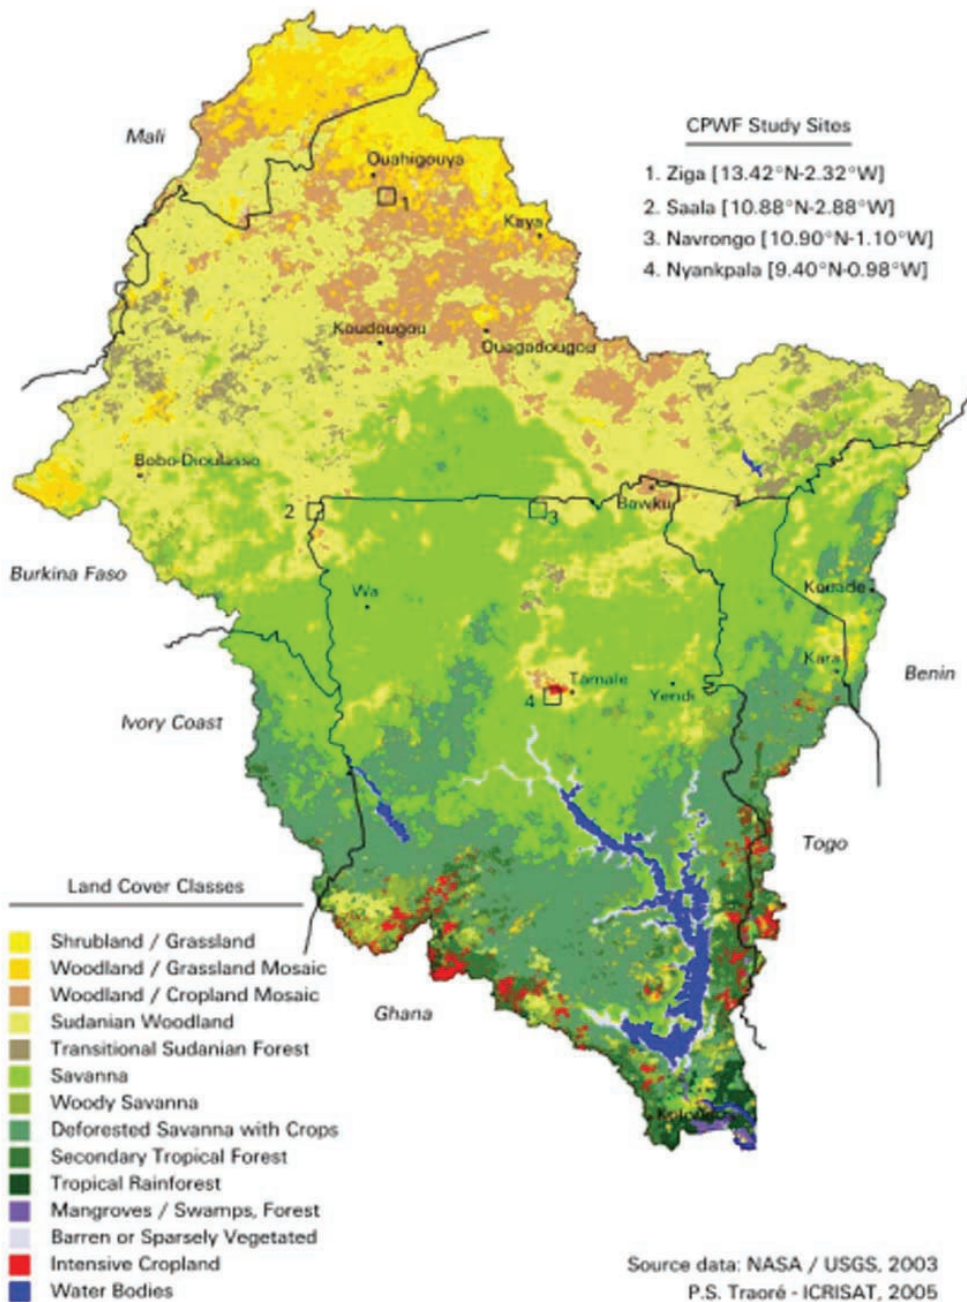 Mali
CPWF Study Sites
Ouahigouya
1. Ziga [13.42°N-2.32°W]
1
2. Saala [10.88°N-2.88°W]
Kaya
3. Navrongo [10.90°N-1.10°W]
4. Nyankpala [9.40°N-0.98°W]
Koudougou
Ouagadougou
Bobo-Dioulasso
Bawku
2
3
Burkina Faso
Wa
Kouade
Kara
Benin
Tamale
Yendi
4
Ivory Coast
Togo
Land Cover Classes
Shrubland / Grassland
Woodland / Grassland Mosaic
Woodland / Cropland Mosaic
Ghana
Sudanian Woodland
Transitional Sudanian Forest
Savanna
Woody Savanna
Deforested Savanna with Crops
Secondary Tropical Forest
Tropical Rainforest
Mangroves / Swamps, Forest
Barren or Sparsely Vegetated
Intensive Cropland
Water Bodies
Source data: NASA / USGS, 2003
P.S. Traoré - ICRISAT, 2005